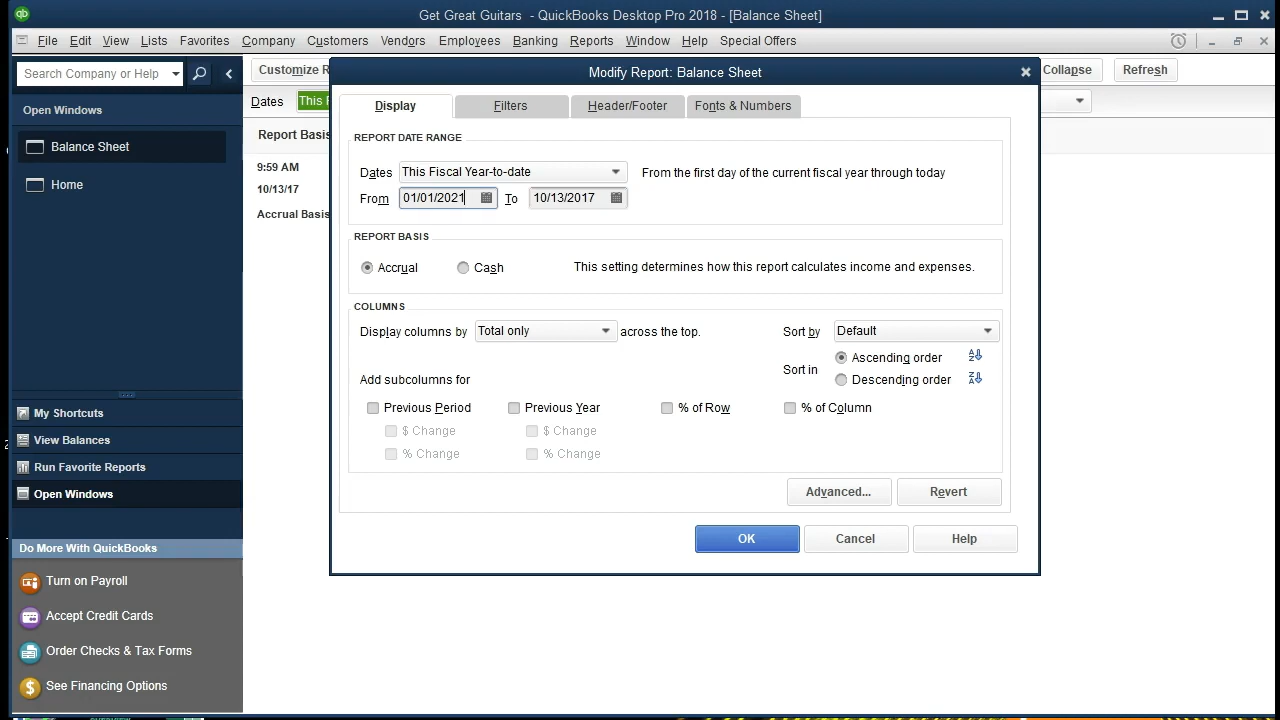 Get Great Guitars - QuickBooks Desktop Pro 2018 - [Balance Sheet]
File Edit View Lists Favorites Company Customers Vendors Employees Banking Reports Window Help Special Offers
Search Company or Help
Customize R
Collapse
Refresh
Open Windows
Dates
This F
Balance Sheet
Home
Report Basis
9:59 AM
10/13/17
Accrual Basis
My Shortcuts
View Balances
Run Favorite Reports
Open Windows
Do More With QuickBooks
Turn on Payroll
Accept Credit Cards
Order Checks & Tax Forms
See Financing Options
Modify Report: Balance Sheet
Display
Filters
Header/Footer
Fonts & Numbers
REPORT DATE RANGE
Dates This Fiscal Year-to-date From the first day of the current fiscal year through today
From 01/01/2021 To 10/13/2017
REPORT BASIS
Accrual Cash This setting determines how this report calculates income and expenses.
COLUMNS
Display columns by Total only across the top. Sort by Default
Sort in Ascending order
Descending order
Add subcolumns for
Previous Period Previous Year % of Row % of Column
$ Change $ Change
% Change % Change
Advanced... Revert
OK Cancel Help